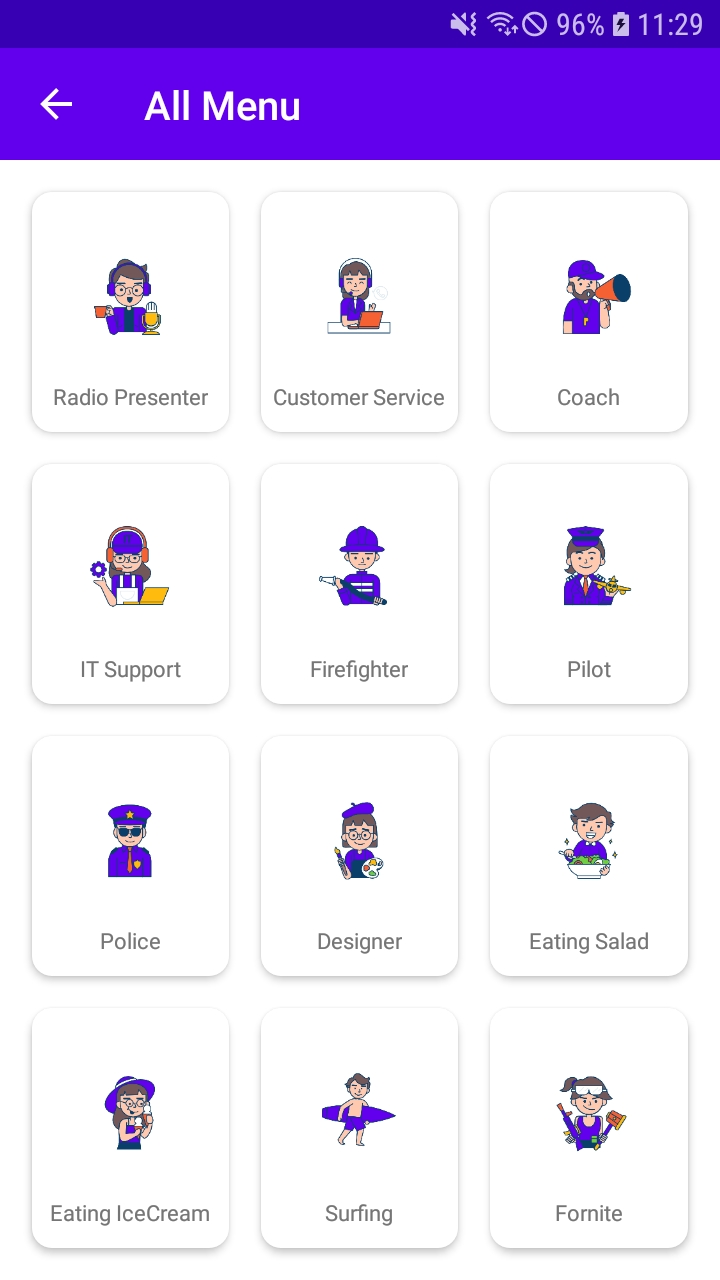 96% 11:29
All Menu
Radio Presenter
Customer Service
Coach
IT Support
Firefighter
Pilot
Police
Designer
Eating Salad
Eating IceCream
Surfing
Fornite